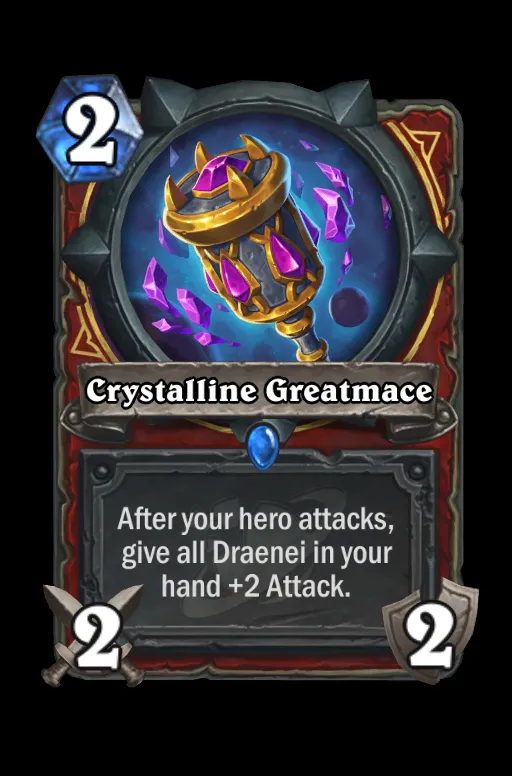 2
Crystalline Greatmace
After your hero attacks,
give all Draenei in your
hand +2 Attack.
2
2